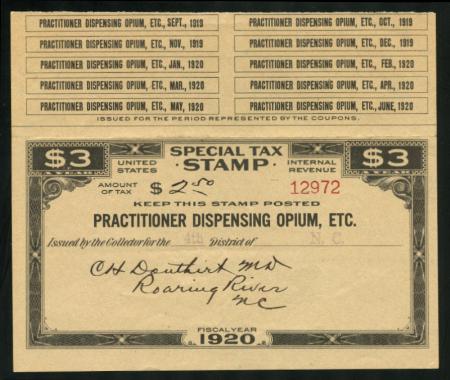 PRACTITIONER DISPENSING OPIUM, ETC., SEPT., 1919
PRACTITIONER DISPENSING OPIUM, ETC., OCT., 1919
PRACTITIONER DISPENSING OPIUM, ETC., NOV., 1919
PRACTITIONER DISPENSING OPIUM, ETC., DEC., 1919
PRACTITIONER DISPENSING OPIUM, ETC., JAN., 1920
PRACTITIONER DISPENSING OPIUM, ETC., FEB., 1920
PRACTITIONER DISPENSING OPIUM, ETC., MAR., 1920
PRACTITIONER DISPENSING OPIUM, ETC., APR., 1920
PRACTITIONER DISPENSING OPIUM, ETC., MAY, 1920
PRACTITIONER DISPENSING OPIUM, ETC., JUNE, 1920
ISSUED FOR THE PERIOD REPRESENTED BY THE COUPONS.
$3 A YEAR
SPECIAL TAX
$3 A YEAR
UNITED STATES
STAMP
INTERNAL REVENUE
AMOUNT OF TAX $ 2.50
12972
KEEP THIS STAMP POSTED
PRACTITIONER DISPENSING OPIUM, ETC.
Issued by the Collector for the 4th District of N. C.
CH Douthirt MD
Roaring River
NC
FISCAL YEAR
1920